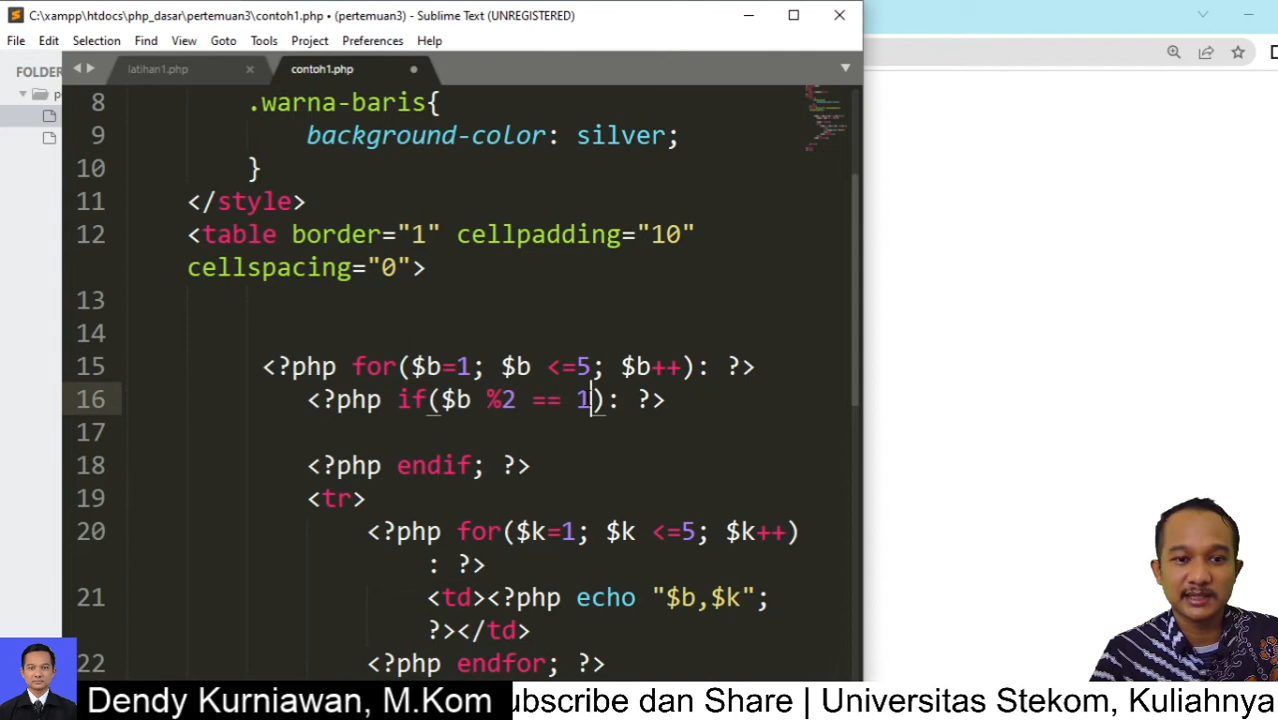 C:\xampp\htdocs\php_dasar\pertemuan3\contoh1.php • (pertemuan3) - Sublime Text (UNREGISTERED)
File Edit Selection Find View Goto Tools Project Preferences Help
FOLDER
latihan1.php × contoh1.php
p
8 .warna-baris{
9 background-color: silver;
10 }
11 </style>
12 <table border="1" cellpadding="10"
cellspacing="0">
13
14
15 <?php for($b=1; $b <=5; $b++): ?>
16 <?php if($b %2 == 1): ?>
17
18 <?php endif; ?>
19 <tr>
20 <?php for($k=1; $k <=5; $k++)
: ?>
21 <td><?php echo "$b,$k";
?></td>
22 <?php endfor; ?>
Dendy Kurniawan, M.Kom
ubscribe dan Share | Universitas Stekom, Kuliahnya